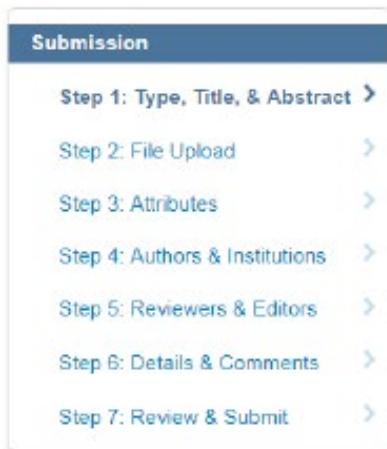 Submission
Step 1: Type, Title, & Abstract
Step 2: File Upload
Step 3: Attributes
Step 4: Authors & Institutions
Step 5: Reviewers & Editors
Step 6: Details & Comments
Step 7: Review & Submit